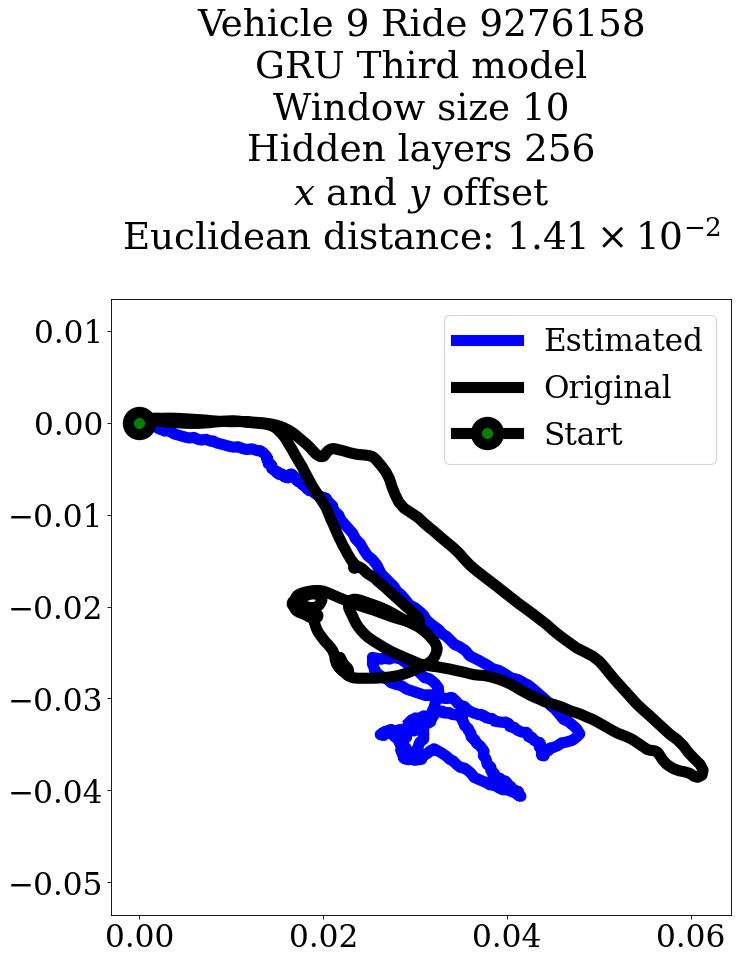 Vehicle 9 Ride 9276158
GRU Third model
Window size 10
Hidden layers 256
x and y offset
Euclidean distance: 1.41 × 10⁻²
Estimated
Original
Start
0.01
0.00
−0.01
−0.02
−0.03
−0.04
−0.05
0.00 0.02 0.04 0.06